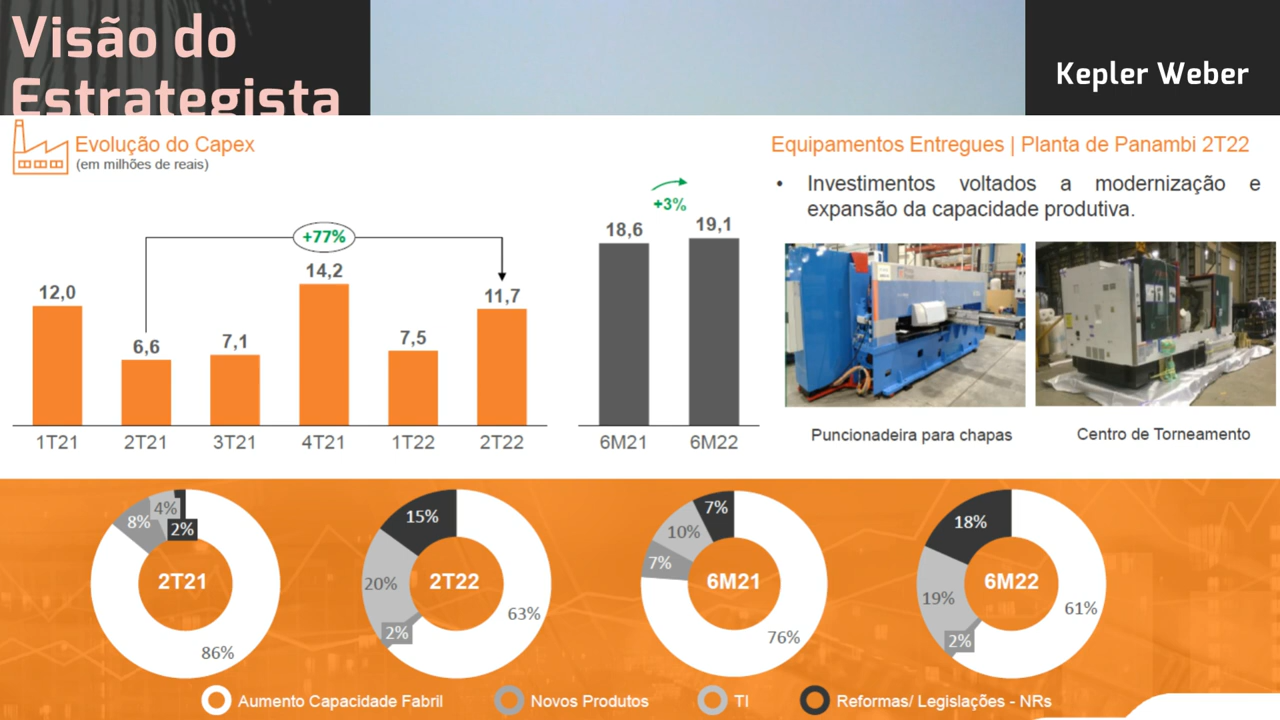 Visão do
Estrategista
Kepler Weber
Evolução do Capex
(em milhões de reais)
+77%
12,0
6,6
7,1
14,2
7,5
11,7
1T21
2T21
3T21
4T21
1T22
2T22
+3%
18,6
19,1
6M21
6M22
Equipamentos Entregues | Planta de Panambi 2T22
• Investimentos voltados a modernização e
expansão da capacidade produtiva.
Puncionadeira para chapas
Centro de Torneamento
2T21
86%
8%
4%
2%
2T22
63%
2%
20%
15%
6M21
76%
7%
10%
7%
6M22
61%
2%
19%
18%
Aumento Capacidade Fabril
Novos Produtos
TI
Reformas/ Legislações - NRs